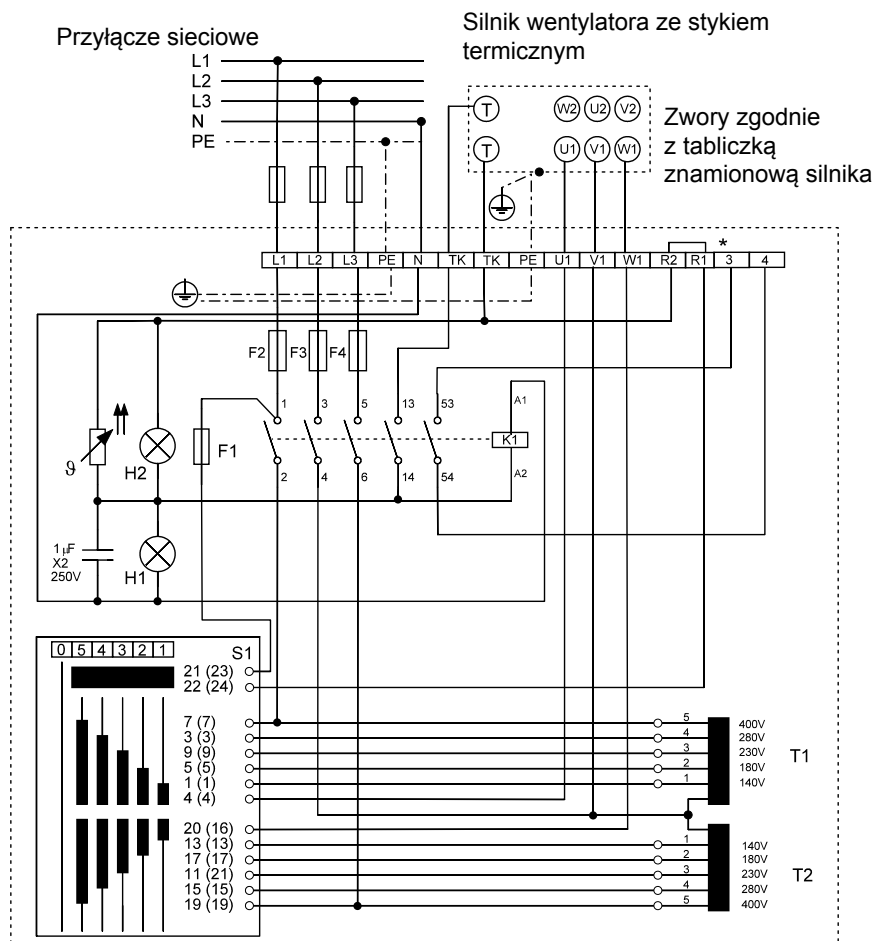 Przyłącze sieciowe
Silnik wentylatora ze stykiem
termicznym
L1
L2
L3
N
PE
T W2 U2 V2
T U1 V1 W1
Zwory zgodnie
z tabliczką
znamionową silnika
L1 L2 L3 PE N TK TK PE U1 V1 W1 R2 R1 3 4
*
F2 F3 F4
1 3 5 13 53 A1
F1 K1
2 4 6 14 54 A2
ϑ H2
1 µF
X2
250V
H1
0 5 4 3 2 1 S1
21 (23)
22 (24)
7 (7) 5 400V
3 (3) 4 280V
9 (9) 3 230V
5 (5) 2 180V
1 (1) 1 140V
4 (4)
T1
20 (16)
13 (13) 1 140V
17 (17) 2 180V
11 (21) 3 230V
15 (15) 4 280V
19 (19) 5 400V
T2